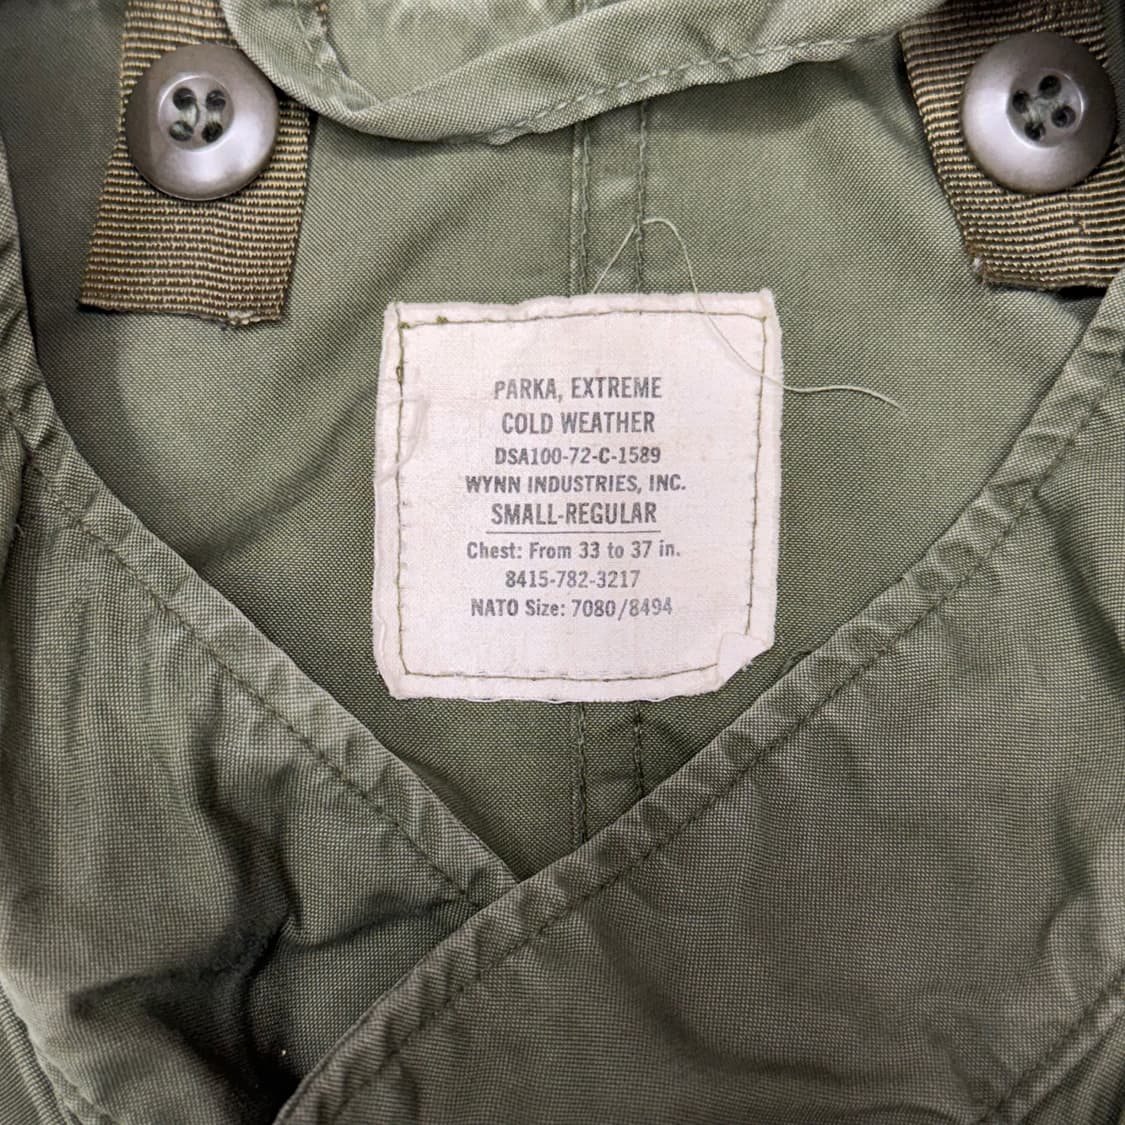 PARKA, EXTREME
COLD WEATHER
DSA100-72-C-1589
WYNN INDUSTRIES, INC.
SMALL-REGULAR
Chest: From 33 to 37 in.
8415-782-3217
NATO Size: 7080/8494